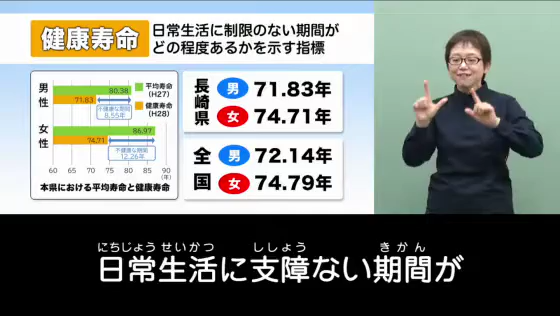 健康寿命
日常生活に制限のない期間が
どの程度あるかを示す指標
平均寿命
(H27)
健康寿命
(H28)
男性
80.38
71.83
不健康な期間
8.55年
女性
86.97
74.71
不健康な期間
12.26年
60 65 70 75 80 85 90
(年)
本県における平均寿命と健康寿命
長崎県
男 71.83年
女 74.71年
全国
男 72.14年
女 74.79年
にちじょう せいかつ ししょう きかん
日常生活に支障ない期間が